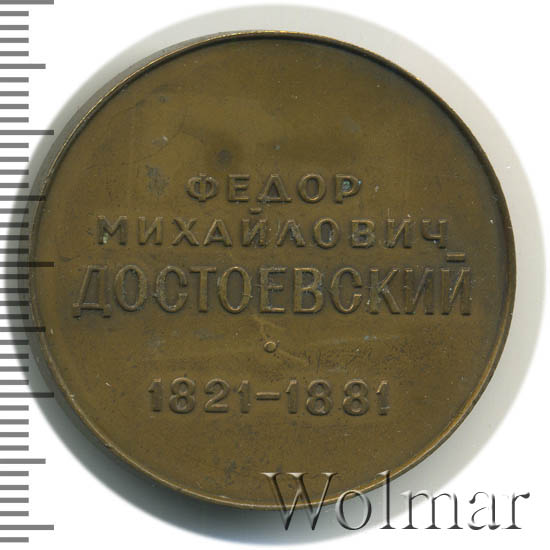 ФЕДОР
МИХАЙЛОВИЧ
ДОСТОЕВСКИЙ
1821-1881
Wolmar